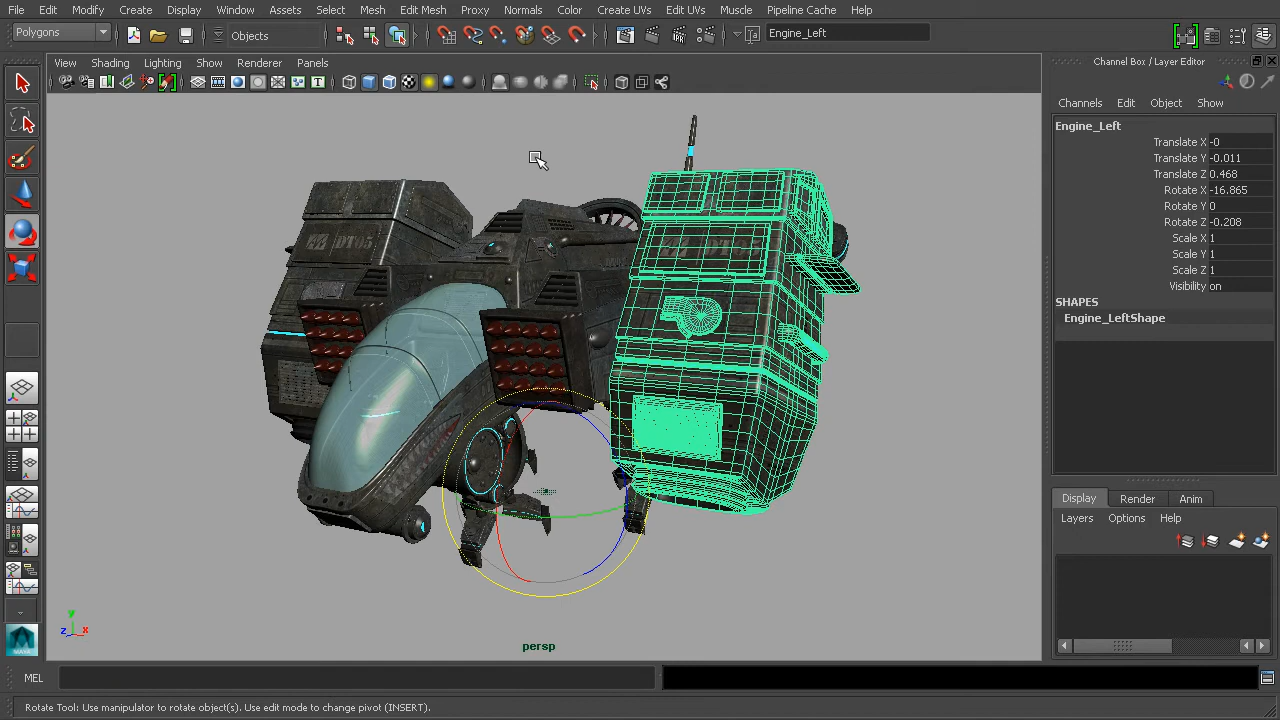 File Edit Modify Create Display Window Assets Select Mesh Edit Mesh Proxy Normals Color Create UVs Edit UVs Muscle Pipeline Cache Help
Polygons Objects Engine_Left
View Shading Lighting Show Renderer Panels
Channel Box / Layer Editor
Channels Edit Object Show
Engine_Left
Translate X -0
Translate Y -0.011
Translate Z 0.468
Rotate X -16.865
Rotate Y 0
Rotate Z -0.208
Scale X 1
Scale Y 1
Scale Z 1
Visibility on
SHAPES
Engine_LeftShape
DT05
Display Render Anim
Layers Options Help
y
z x
persp
MEL
Rotate Tool: Use manipulator to rotate object(s). Use edit mode to change pivot (INSERT).